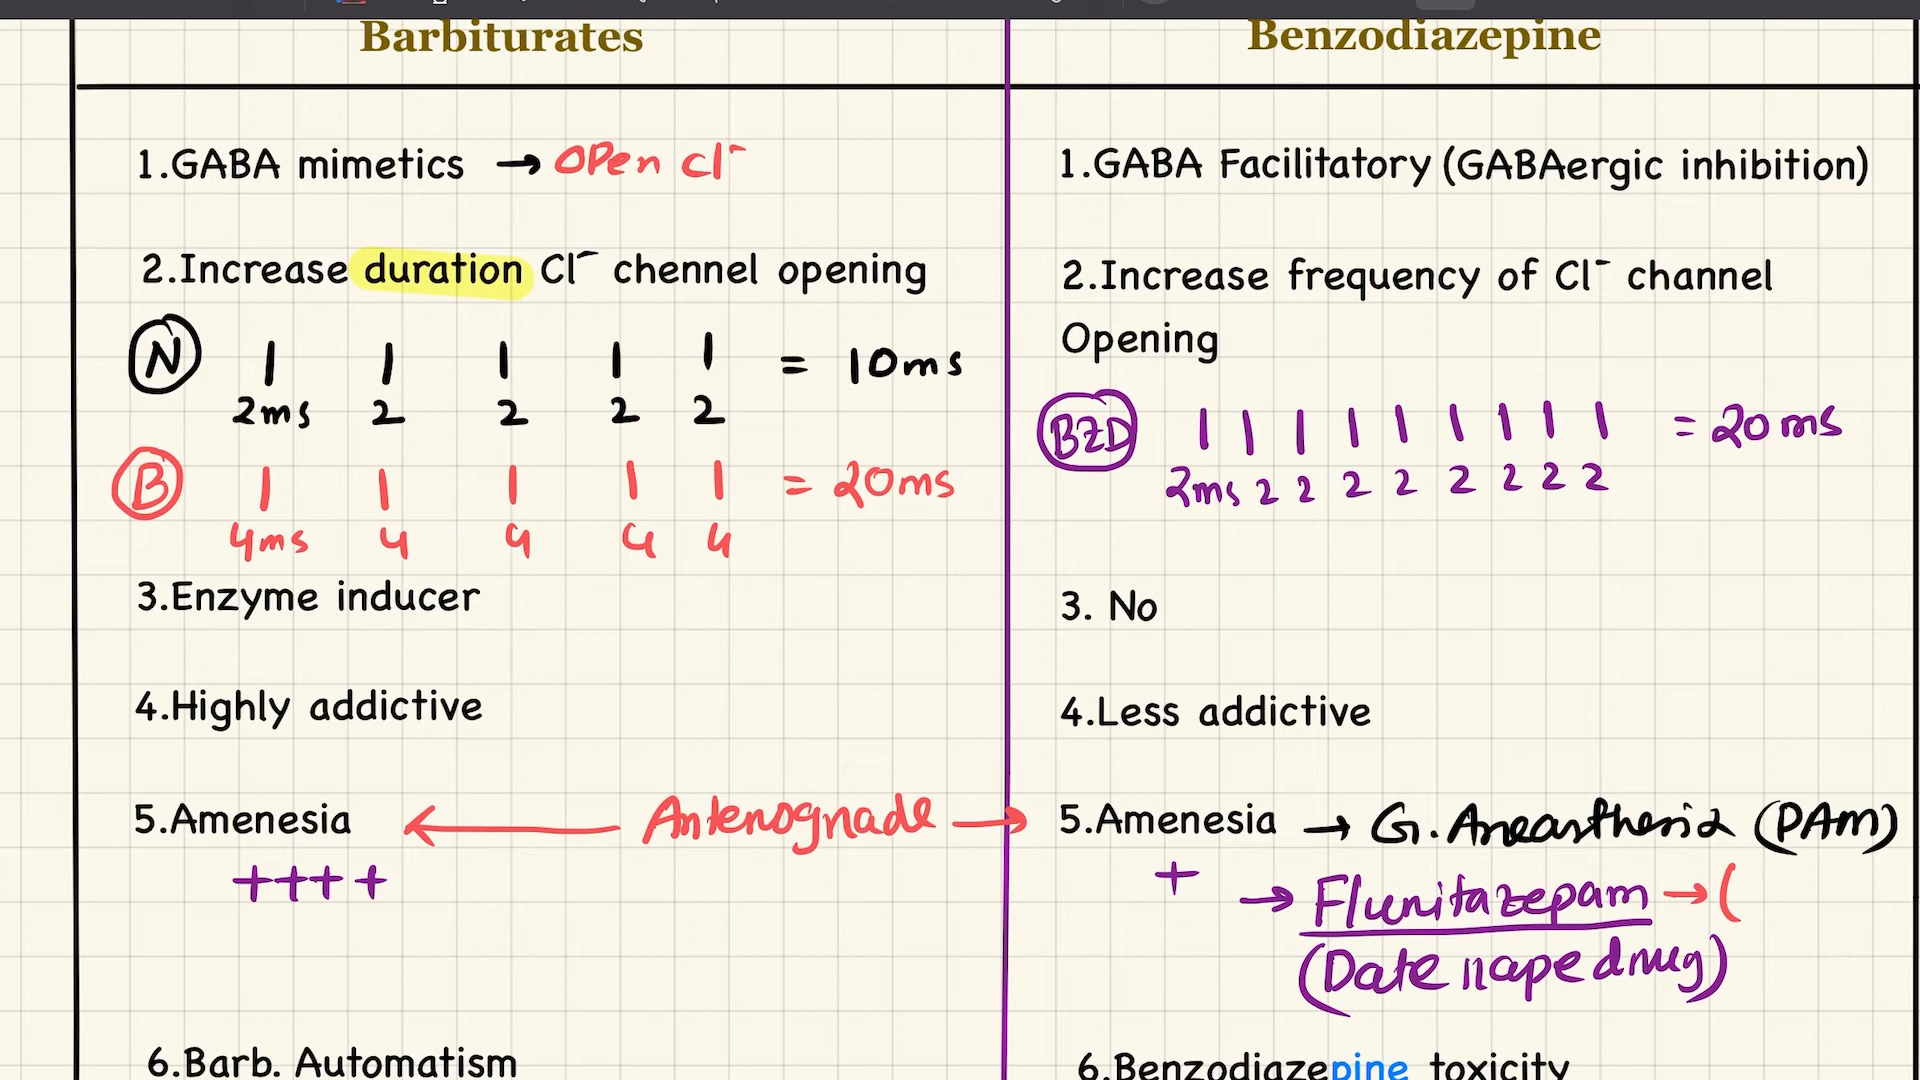 Barbiturates
1.GABA mimetics → OPen Cl⁻
2.Increase duration Cl⁻ chennel opening
N 1 1 1 1 1 = 10ms
2ms 2 2 2 2
B 1 1 1 1 1 = 20ms
4ms 4 4 4 4
3.Enzyme inducer
4.Highly addictive
5.Amenesia ← Anterograde →
++++
6.Barb. Automatism
Benzodiazepine
1.GABA Facilitatory (GABAergic inhibition)
2.Increase frequency of Cl⁻ channel
Opening
BZD 1 1 1 1 1 1 1 1 1 = 20ms
2ms 2 2 2 2 2 2 2 2
3. No
4.Less addictive
5.Amenesia → G. Aneasthesia (PAm)
+ → Flunitazepam → (
(Date rape drug)
6.Benzodiazepine toxicity